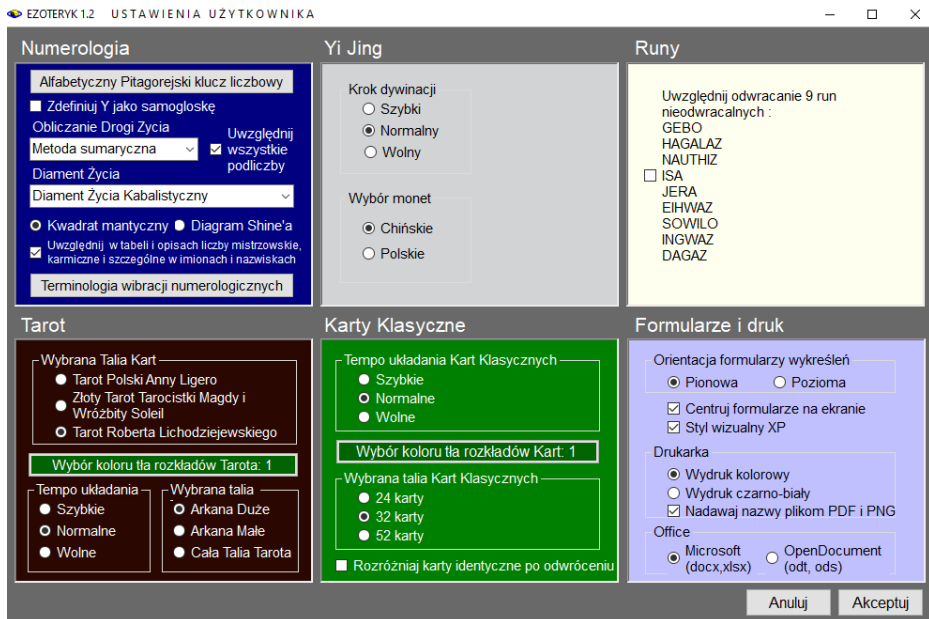 EZOTERYK 1.2 USTAWIENIA UŻYTKOWNIKA
Numerologia
Alfabetyczny Pitagorejski klucz liczbowy
Zdefiniuj Y jako samogloskę
Obliczanie Drogi Zycia
Metoda sumaryczna
Uwzględnij
wszystkie
podliczby
Diament Życia
Diament Życia Kabalistyczny
Kwadrat mantyczny
Diagram Shine'a
Uwzględnij w tabeli i opisach liczby mistrzowskie,
karmiczne i szczególne w imionach i nazwiskach
Terminologia wibracji numerologicznych
Yi Jing
Krok dywinacji
Szybki
Normalny
Wolny
Wybór monet
Chińskie
Polskie
Runy
Uwzględnij odwracanie 9 run
nieodwracalnych :
GEBO
HAGALAZ
NAUTHIZ
ISA
JERA
EIHWAZ
SOWILO
INGWAZ
DAGAZ
Tarot
Wybrana Talia Kart
Tarot Polski Anny Ligero
Złoty Tarot Tarocistki Magdy i
Wróżbity Soleil
Tarot Roberta Lichodziejewskiego
Wybór koloru tła rozkładów Tarota: 1
Tempo układania
Szybkie
Normalne
Wolne
Wybrana talia
Arkana Duże
Arkana Małe
Cała Talia Tarota
Karty Klasyczne
Tempo układania Kart Klasycznych
Szybkie
Normalne
Wolne
Wybór koloru tła rozkładów Kart: 1
Wybrana talia Kart Klasycznych
24 karty
32 karty
52 karty
Rozróżniaj karty identyczne po odwróceniu
Formularze i druk
Orientacja formularzy wykreśleń
Pionowa
Pozioma
Centruj formularze na ekranie
Styl wizualny XP
Drukarka
Wydruk kolorowy
Wydruk czarno-biały
Nadawaj nazwy plikom PDF i PNG
Office
Microsoft
(docx,xlsx)
OpenDocument
(odt, ods)
Anuluj
Akceptuj